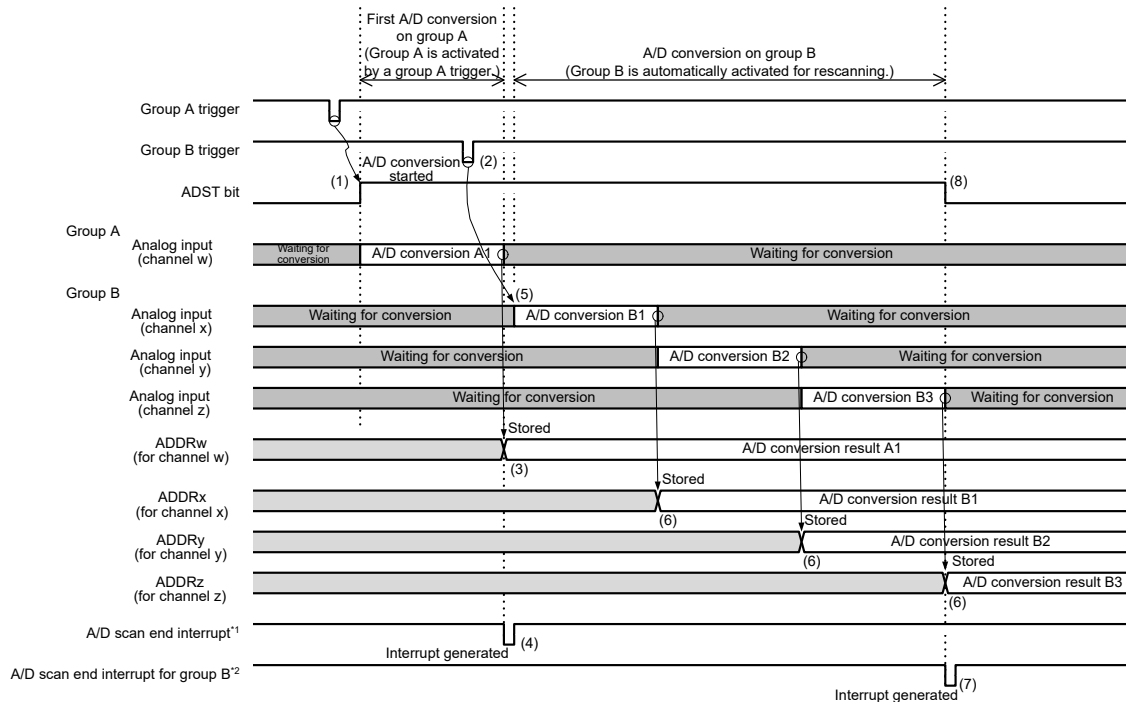 First A/D conversion
on group A
(Group A is activated
by a group A trigger.)
A/D conversion on group B
(Group B is automatically activated for rescanning.)
Group A trigger
Group B trigger
(2)
A/D conversion
started
(1)
(8)
ADST bit
Group A
Analog input
(channel w)
Waiting for
conversion
A/D conversion A1
Waiting for conversion
Group B
(5)
Analog input
(channel x)
Waiting for conversion
A/D conversion B1
Waiting for conversion
Analog input
(channel y)
Waiting for conversion
A/D conversion B2
Waiting for conversion
Analog input
(channel z)
Waiting for conversion
A/D conversion B3
Waiting for conversion
Stored
ADDRw
(for channel w)
A/D conversion result A1
(3)
Stored
ADDRx
(for channel x)
A/D conversion result B1
(6)
Stored
ADDRy
(for channel y)
A/D conversion result B2
(6)
Stored
ADDRz
(for channel z)
A/D conversion result B3
(6)
A/D scan end interrupt*1
(4)
Interrupt generated
A/D scan end interrupt for group B*2
(7)
Interrupt generated